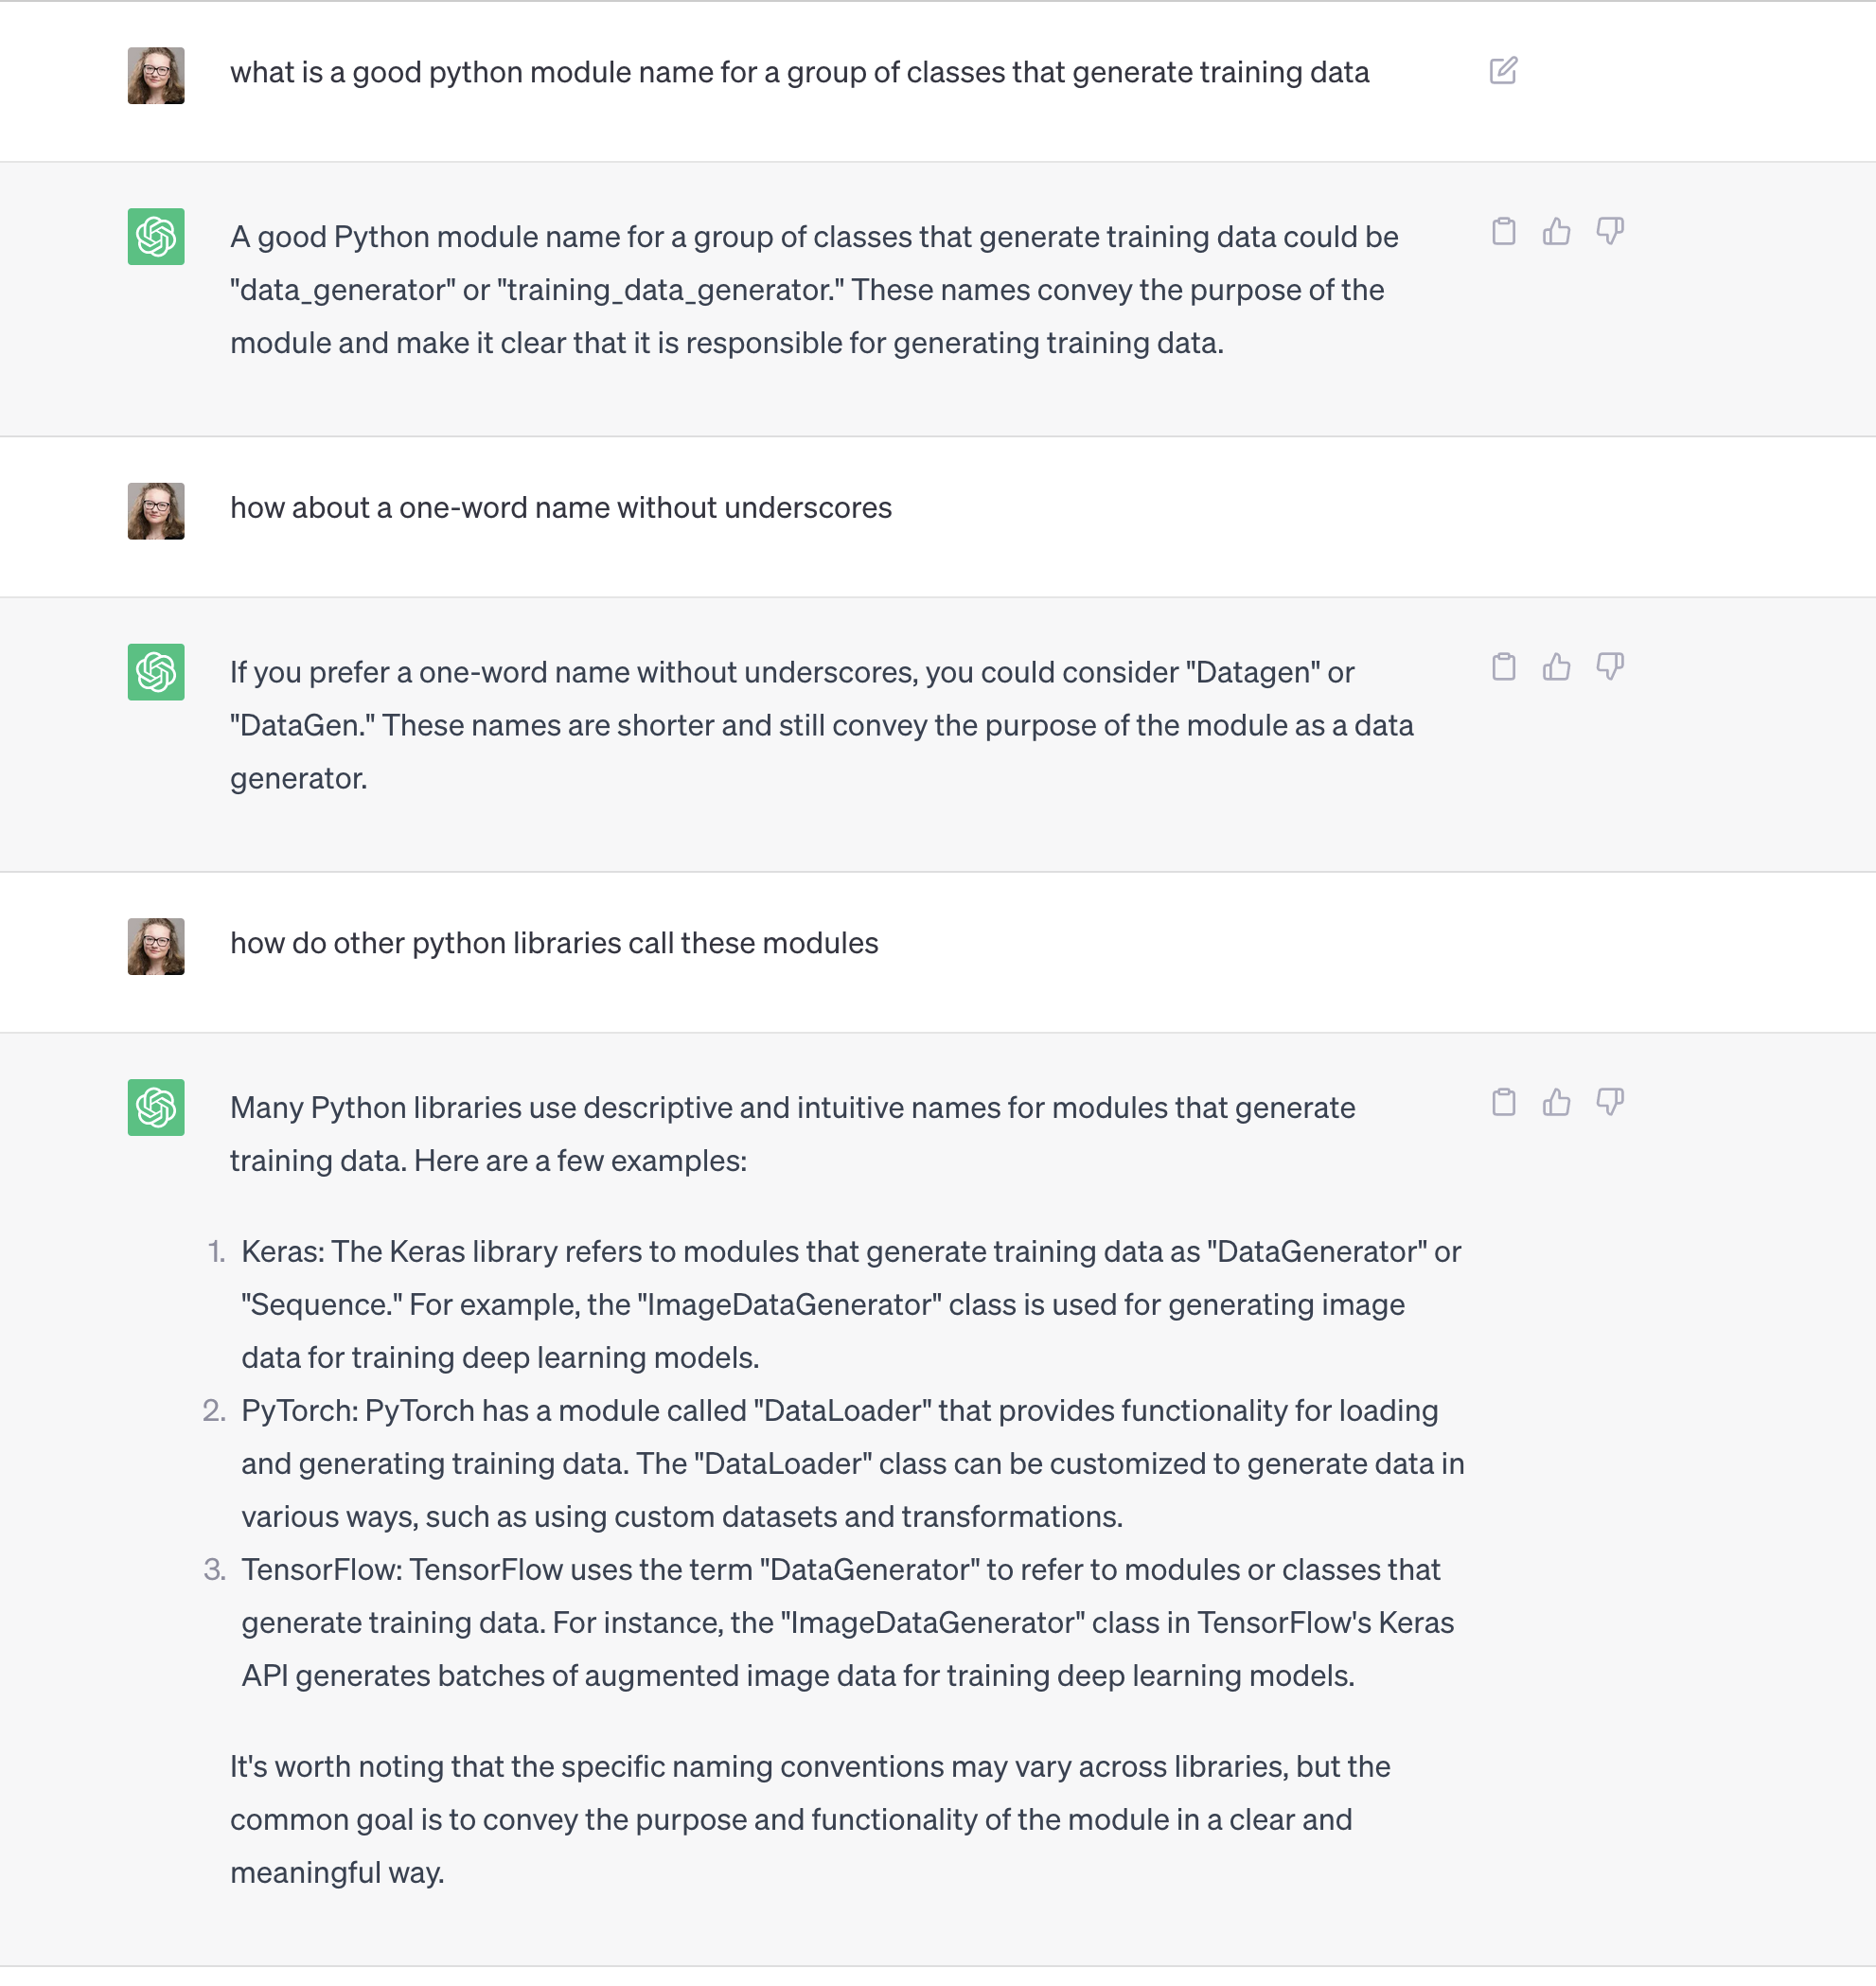 what is a good python module name for a group of classes that generate training data
A good Python module name for a group of classes that generate training data could be
"data_generator" or "training_data_generator." These names convey the purpose of the
module and make it clear that it is responsible for generating training data.
how about a one-word name without underscores
If you prefer a one-word name without underscores, you could consider "Datagen" or
"DataGen." These names are shorter and still convey the purpose of the module as a data
generator.
how do other python libraries call these modules
Many Python libraries use descriptive and intuitive names for modules that generate
training data. Here are a few examples:
1. Keras: The Keras library refers to modules that generate training data as "DataGenerator" or
"Sequence." For example, the "ImageDataGenerator" class is used for generating image
data for training deep learning models.
2. PyTorch: PyTorch has a module called "DataLoader" that provides functionality for loading
and generating training data. The "DataLoader" class can be customized to generate data in
various ways, such as using custom datasets and transformations.
3. TensorFlow: TensorFlow uses the term "DataGenerator" to refer to modules or classes that
generate training data. For instance, the "ImageDataGenerator" class in TensorFlow's Keras
API generates batches of augmented image data for training deep learning models.
It's worth noting that the specific naming conventions may vary across libraries, but the
common goal is to convey the purpose and functionality of the module in a clear and
meaningful way.